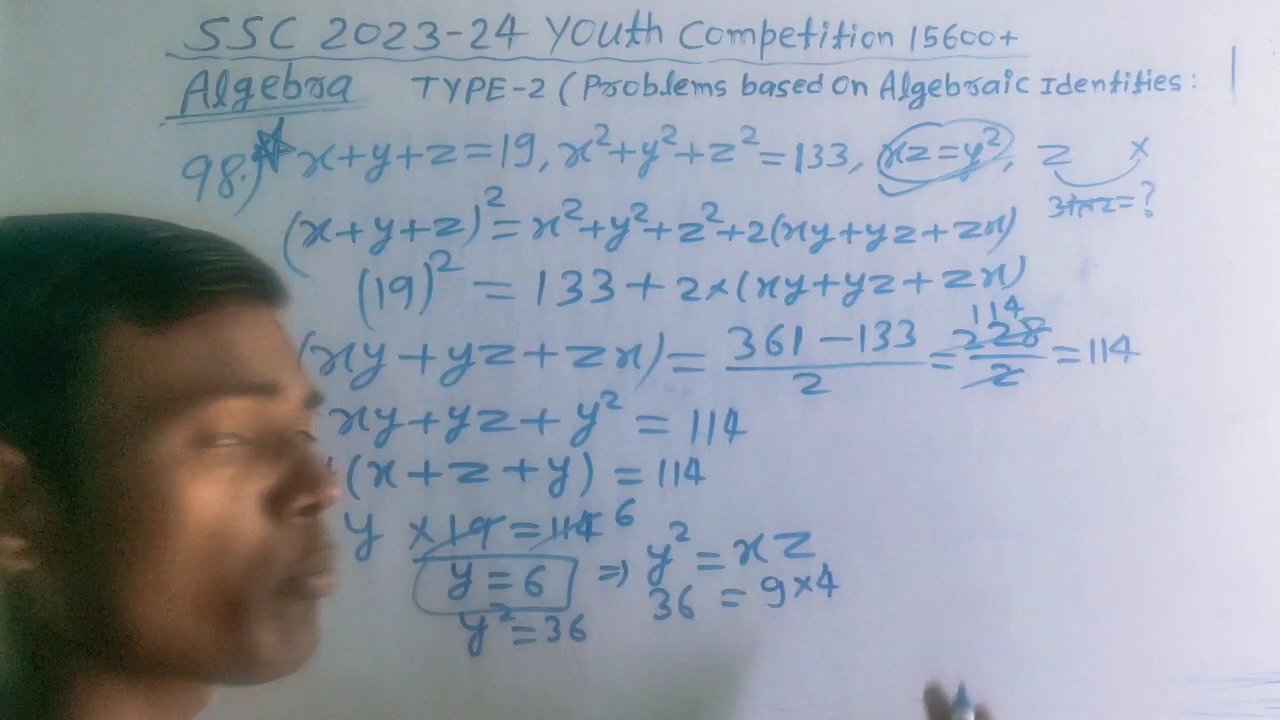 SSC 2023-24 Youth Competition 15600+
Algebra TYPE-2 (Problems based on Algebraic Identities:
98.) x+y+z=19, x²+y²+z²=133, xz=y², z x
अन्तर=?
(x+y+z)²=x²+y²+z²+2(xy+yz+zx)
(19)² = 133+2×(xy+yz+zx)
(xy+yz+zx)= 361-133/2 = 228/2 = 114
114
xy+yz+y² = 114
(x+z+y) = 114
y ×19=114 6
y=6 ⇒ y²=xz
y²=36 36 = 9×4